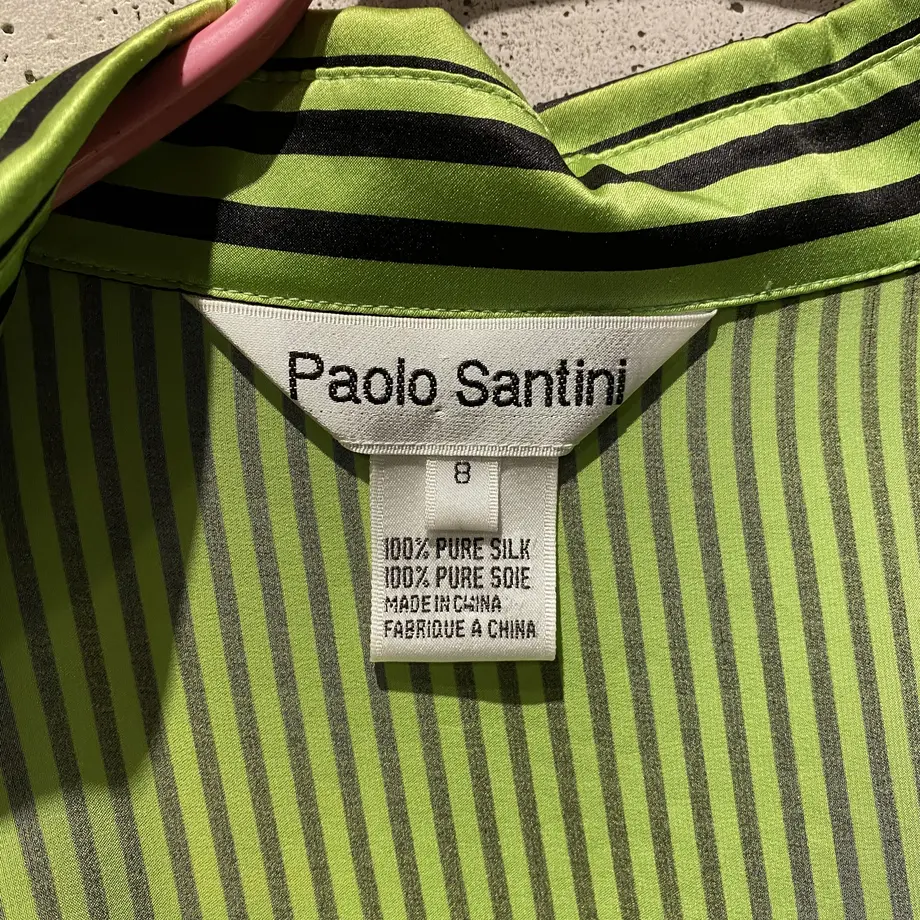 Paolo Santini
8
100% PURE SILK
100% PURE SOIE
MADE IN CHINA
FABRIQUE A CHINA